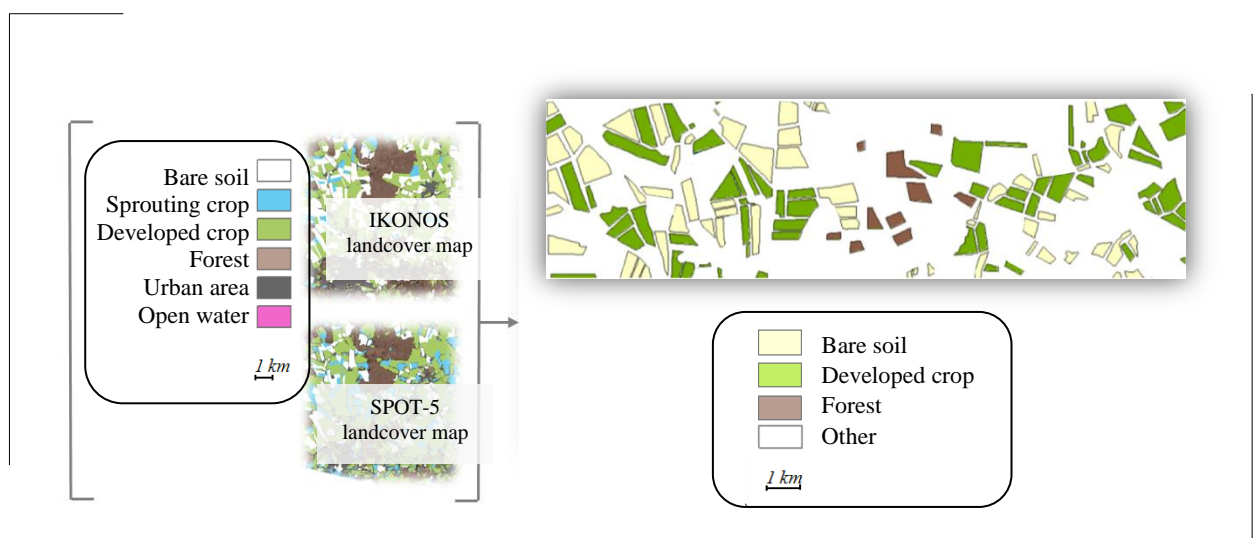 Bare soil
Sprouting crop
Developed crop
Forest
Urban area
Open water
1 km
IKONOS
landcover map
SPOT-5
landcover map
Bare soil
Developed crop
Forest
Other
1 km